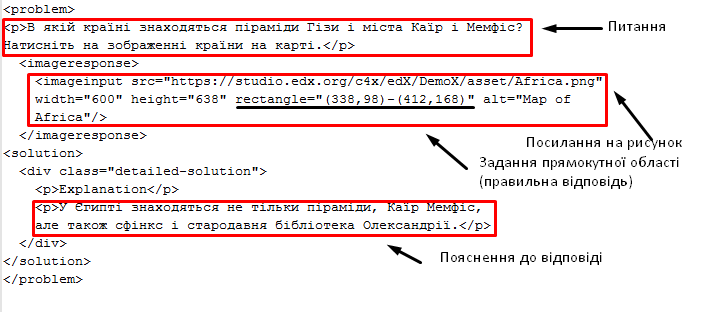 <problem>
<p>В якій країні знаходяться піраміди Гізи і міста Каїр і Мемфіс?
Натисніть на зображенні країни на карті.</p>
Питання
<imageresponse>
<imageinput src="https://studio.edx.org/c4x/edX/DemoX/asset/Africa.png"
width="600" height="638" rectangle="(338,98)-(412,168)" alt="Map of
Africa"/>
</imageresponse>
Посилання на рисунок
Задання прямокутної області
(правильна відповідь)
<solution>
<div class="detailed-solution">
<p>Explanation</p>
<p>У Єгипті знаходяться не тільки піраміди, Каїр Мемфіс,
але також сфінкс і стародавня бібліотека Олександрії.</p>
</div>
Пояснення до відповіді
</solution>
</problem>